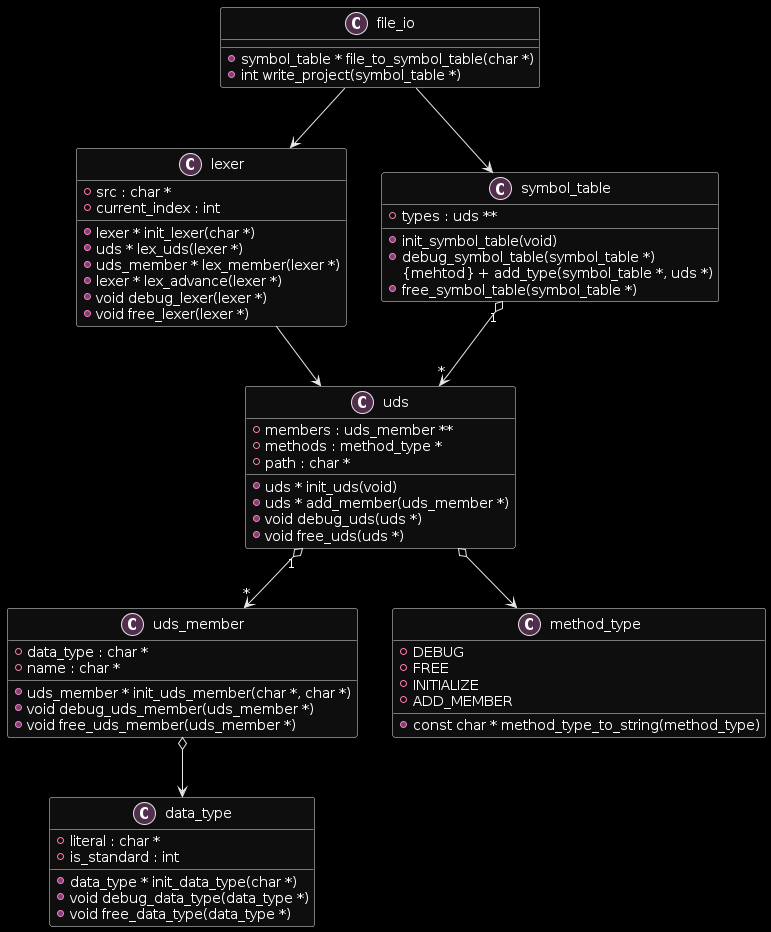 C file_io
symbol_table * file_to_symbol_table(char *)
int write_project(symbol_table *)
C lexer
src : char *
current_index : int
lexer * init_lexer(char *)
uds * lex_uds(lexer *)
uds_member * lex_member(lexer *)
lexer * lex_advance(lexer *)
void debug_lexer(lexer *)
void free_lexer(lexer *)
C symbol_table
types : uds **
init_symbol_table(void)
debug_symbol_table(symbol_table *)
{mehtod} + add_type(symbol_table *, uds *)
free_symbol_table(symbol_table *)
1
*
C uds
members : uds_member **
methods : method_type *
path : char *
uds * init_uds(void)
uds * add_member(uds_member *)
void debug_uds(uds *)
void free_uds(uds *)
1
*
C uds_member
data_type : char *
name : char *
uds_member * init_uds_member(char *, char *)
void debug_uds_member(uds_member *)
void free_uds_member(uds_member *)
C method_type
DEBUG
FREE
INITIALIZE
ADD_MEMBER
const char * method_type_to_string(method_type)
C data_type
literal : char *
is_standard : int
data_type * init_data_type(char *)
void debug_data_type(data_type *)
void free_data_type(data_type *)